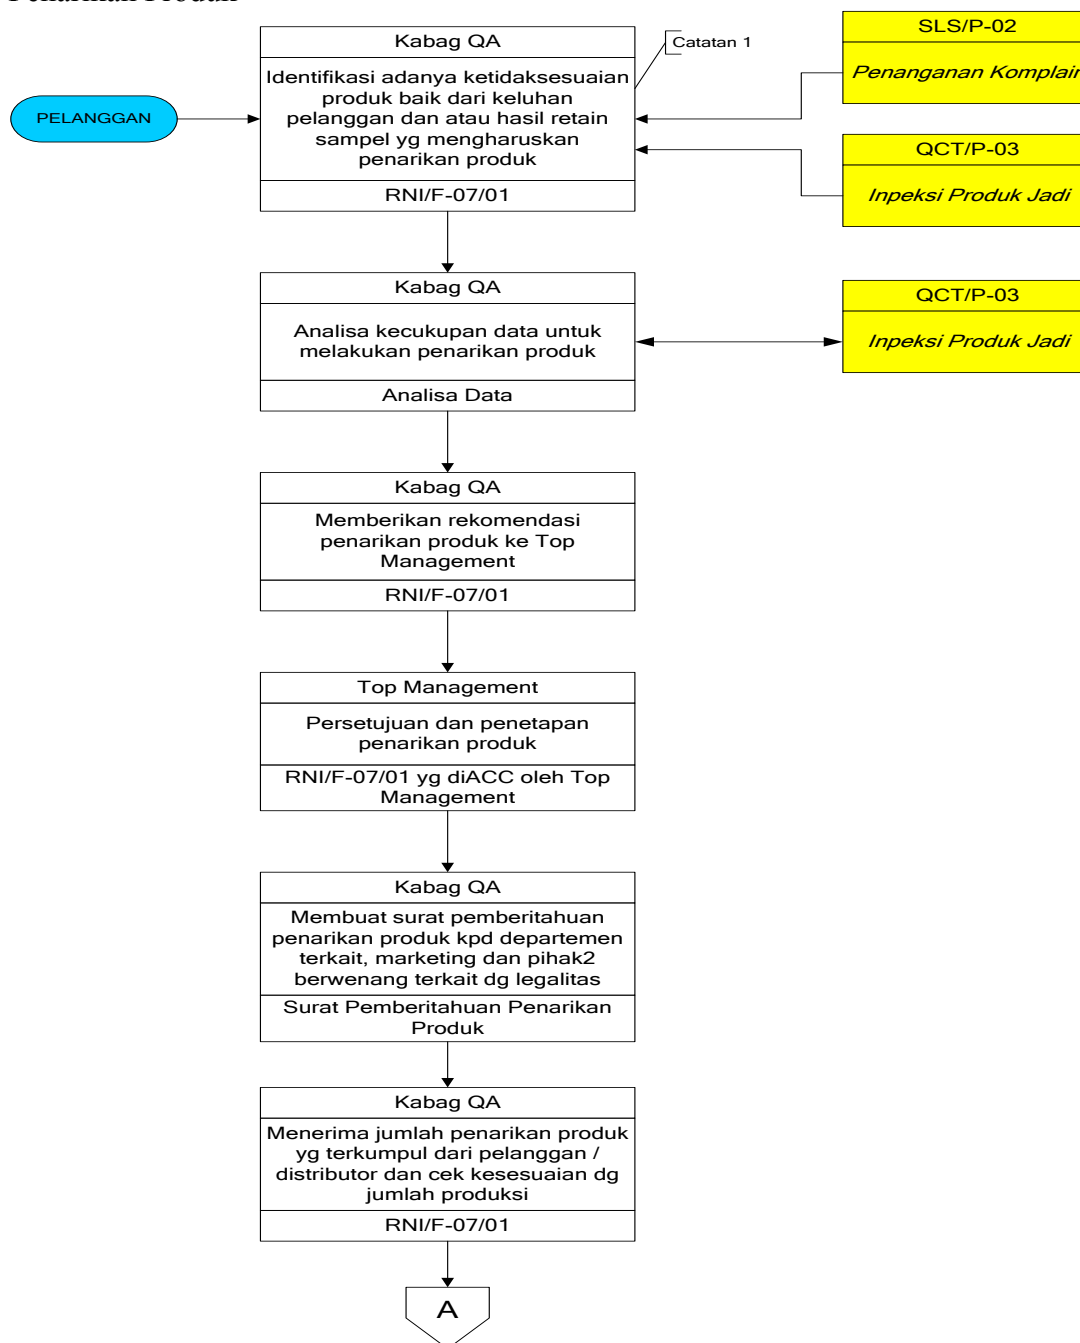 Penarikan Produk
Kabag QA
Identifikasi adanya ketidaksesuaian
produk baik dari keluhan
pelanggan dan atau hasil retain
sampel yg mengharuskan
penarikan produk
RNI/F-07/01
Catatan 1
PELANGGAN
SLS/P-02
Penanganan Komplain
QCT/P-03
Inpeksi Produk Jadi
Kabag QA
Analisa kecukupan data untuk
melakukan penarikan produk
Analisa Data
QCT/P-03
Inpeksi Produk Jadi
Kabag QA
Memberikan rekomendasi
penarikan produk ke Top
Management
RNI/F-07/01
Top Management
Persetujuan dan penetapan
penarikan produk
RNI/F-07/01 yg diACC oleh Top
Management
Kabag QA
Membuat surat pemberitahuan
penarikan produk kpd departemen
terkait, marketing dan pihak2
berwenang terkait dg legalitas
Surat Pemberitahuan Penarikan
Produk
Kabag QA
Menerima jumlah penarikan produk
yg terkumpul dari pelanggan /
distributor dan cek kesesuaian dg
jumlah produksi
RNI/F-07/01
A